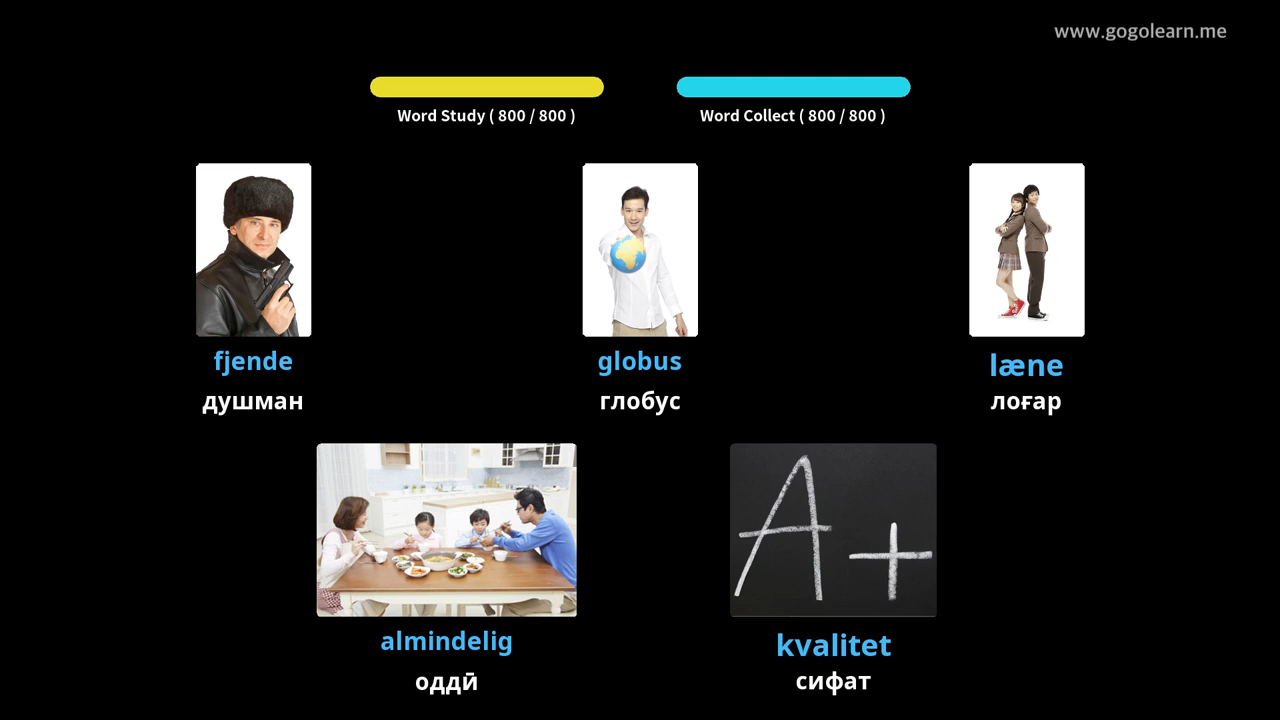 www.gogolearn.me
Word Study ( 800 / 800 )
Word Collect ( 800 / 800 )
fjende
душман
globus
глобус
læne
лоғар
almindelig
оддӣ
kvalitet
сифат
A+